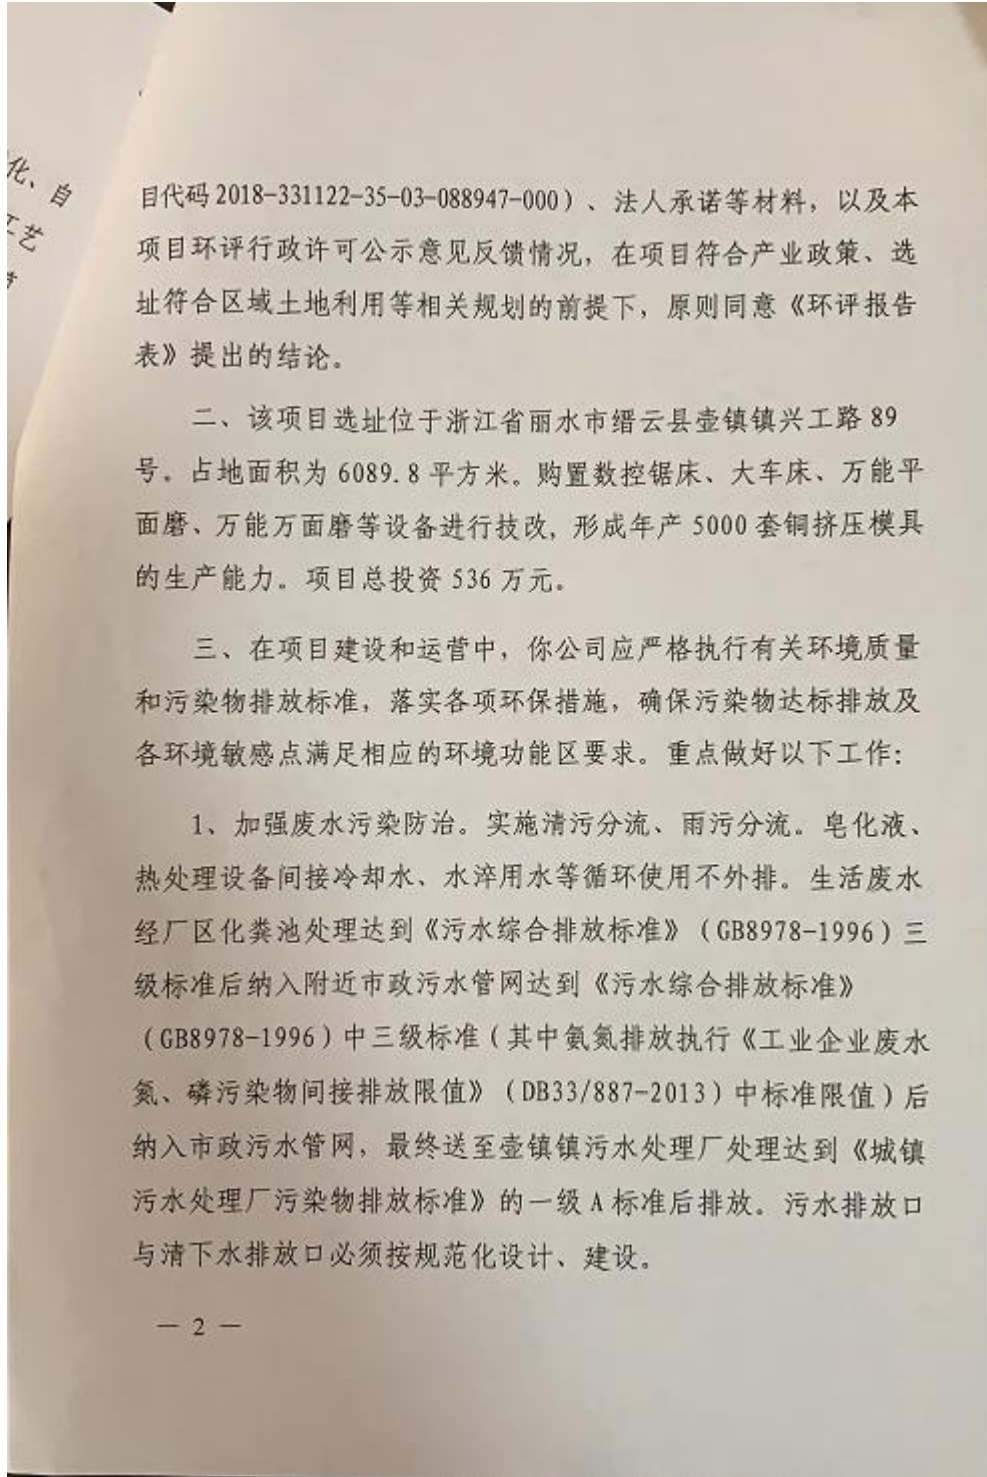 化、自
工艺
目代码 2018-331122-35-03-088947-000）、法人承诺等材料，以及本
项目环评行政许可公示意见反馈情况，在项目符合产业政策、选
址符合区域土地利用等相关规划的前提下，原则同意《环评报告
表》提出的结论。
二、该项目选址位于浙江省丽水市缙云县壶镇镇兴工路 89
号。占地面积为 6089.8 平方米。购置数控锯床、大车床、万能平
面磨、万能万面磨等设备进行技改，形成年产 5000 套铜挤压模具
的生产能力。项目总投资 536 万元。
三、在项目建设和运营中，你公司应严格执行有关环境质量
和污染物排放标准，落实各项环保措施，确保污染物达标排放及
各环境敏感点满足相应的环境功能区要求。重点做好以下工作：
1、加强废水污染防治。实施清污分流、雨污分流。皂化液、
热处理设备间接冷却水、水淬用水等循环使用不外排。生活废水
经厂区化粪池处理达到《污水综合排放标准》（GB8978-1996）三
级标准后纳入附近市政污水管网达到《污水综合排放标准》
（GB8978-1996）中三级标准（其中氨氮排放执行《工业企业废水
氮、磷污染物间接排放限值》（DB33/887-2013）中标准限值）后
纳入市政污水管网，最终送至壶镇镇污水处理厂处理达到《城镇
污水处理厂污染物排放标准》的一级 A 标准后排放。污水排放口
与清下水排放口必须按规范化设计、建设。
— 2 —